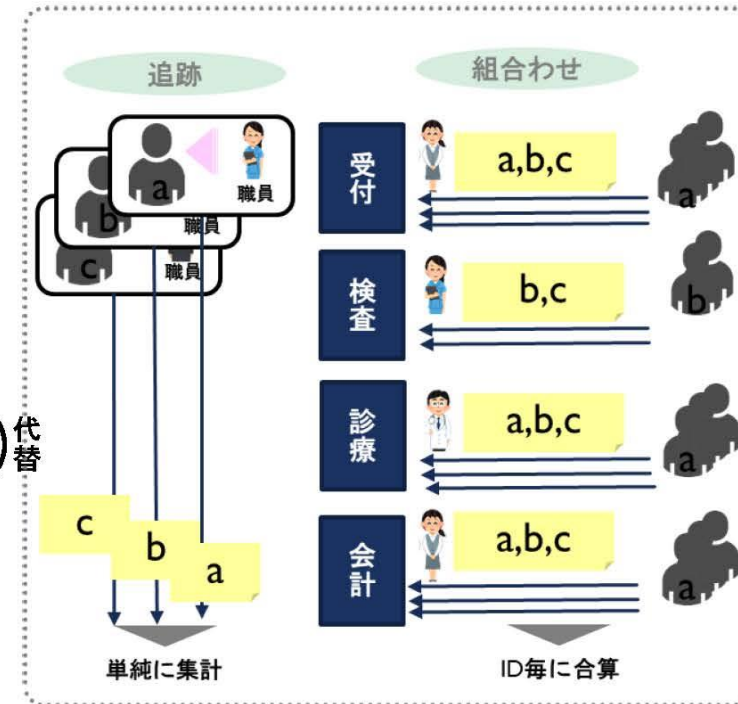 追跡
a
職員
b
職員
c
職員
c
b
a
単純に集計
)代替
組合わせ
受付
a,b,c
a
検査
b,c
b
診療
a,b,c
a
会計
a,b,c
a
ID毎に合算